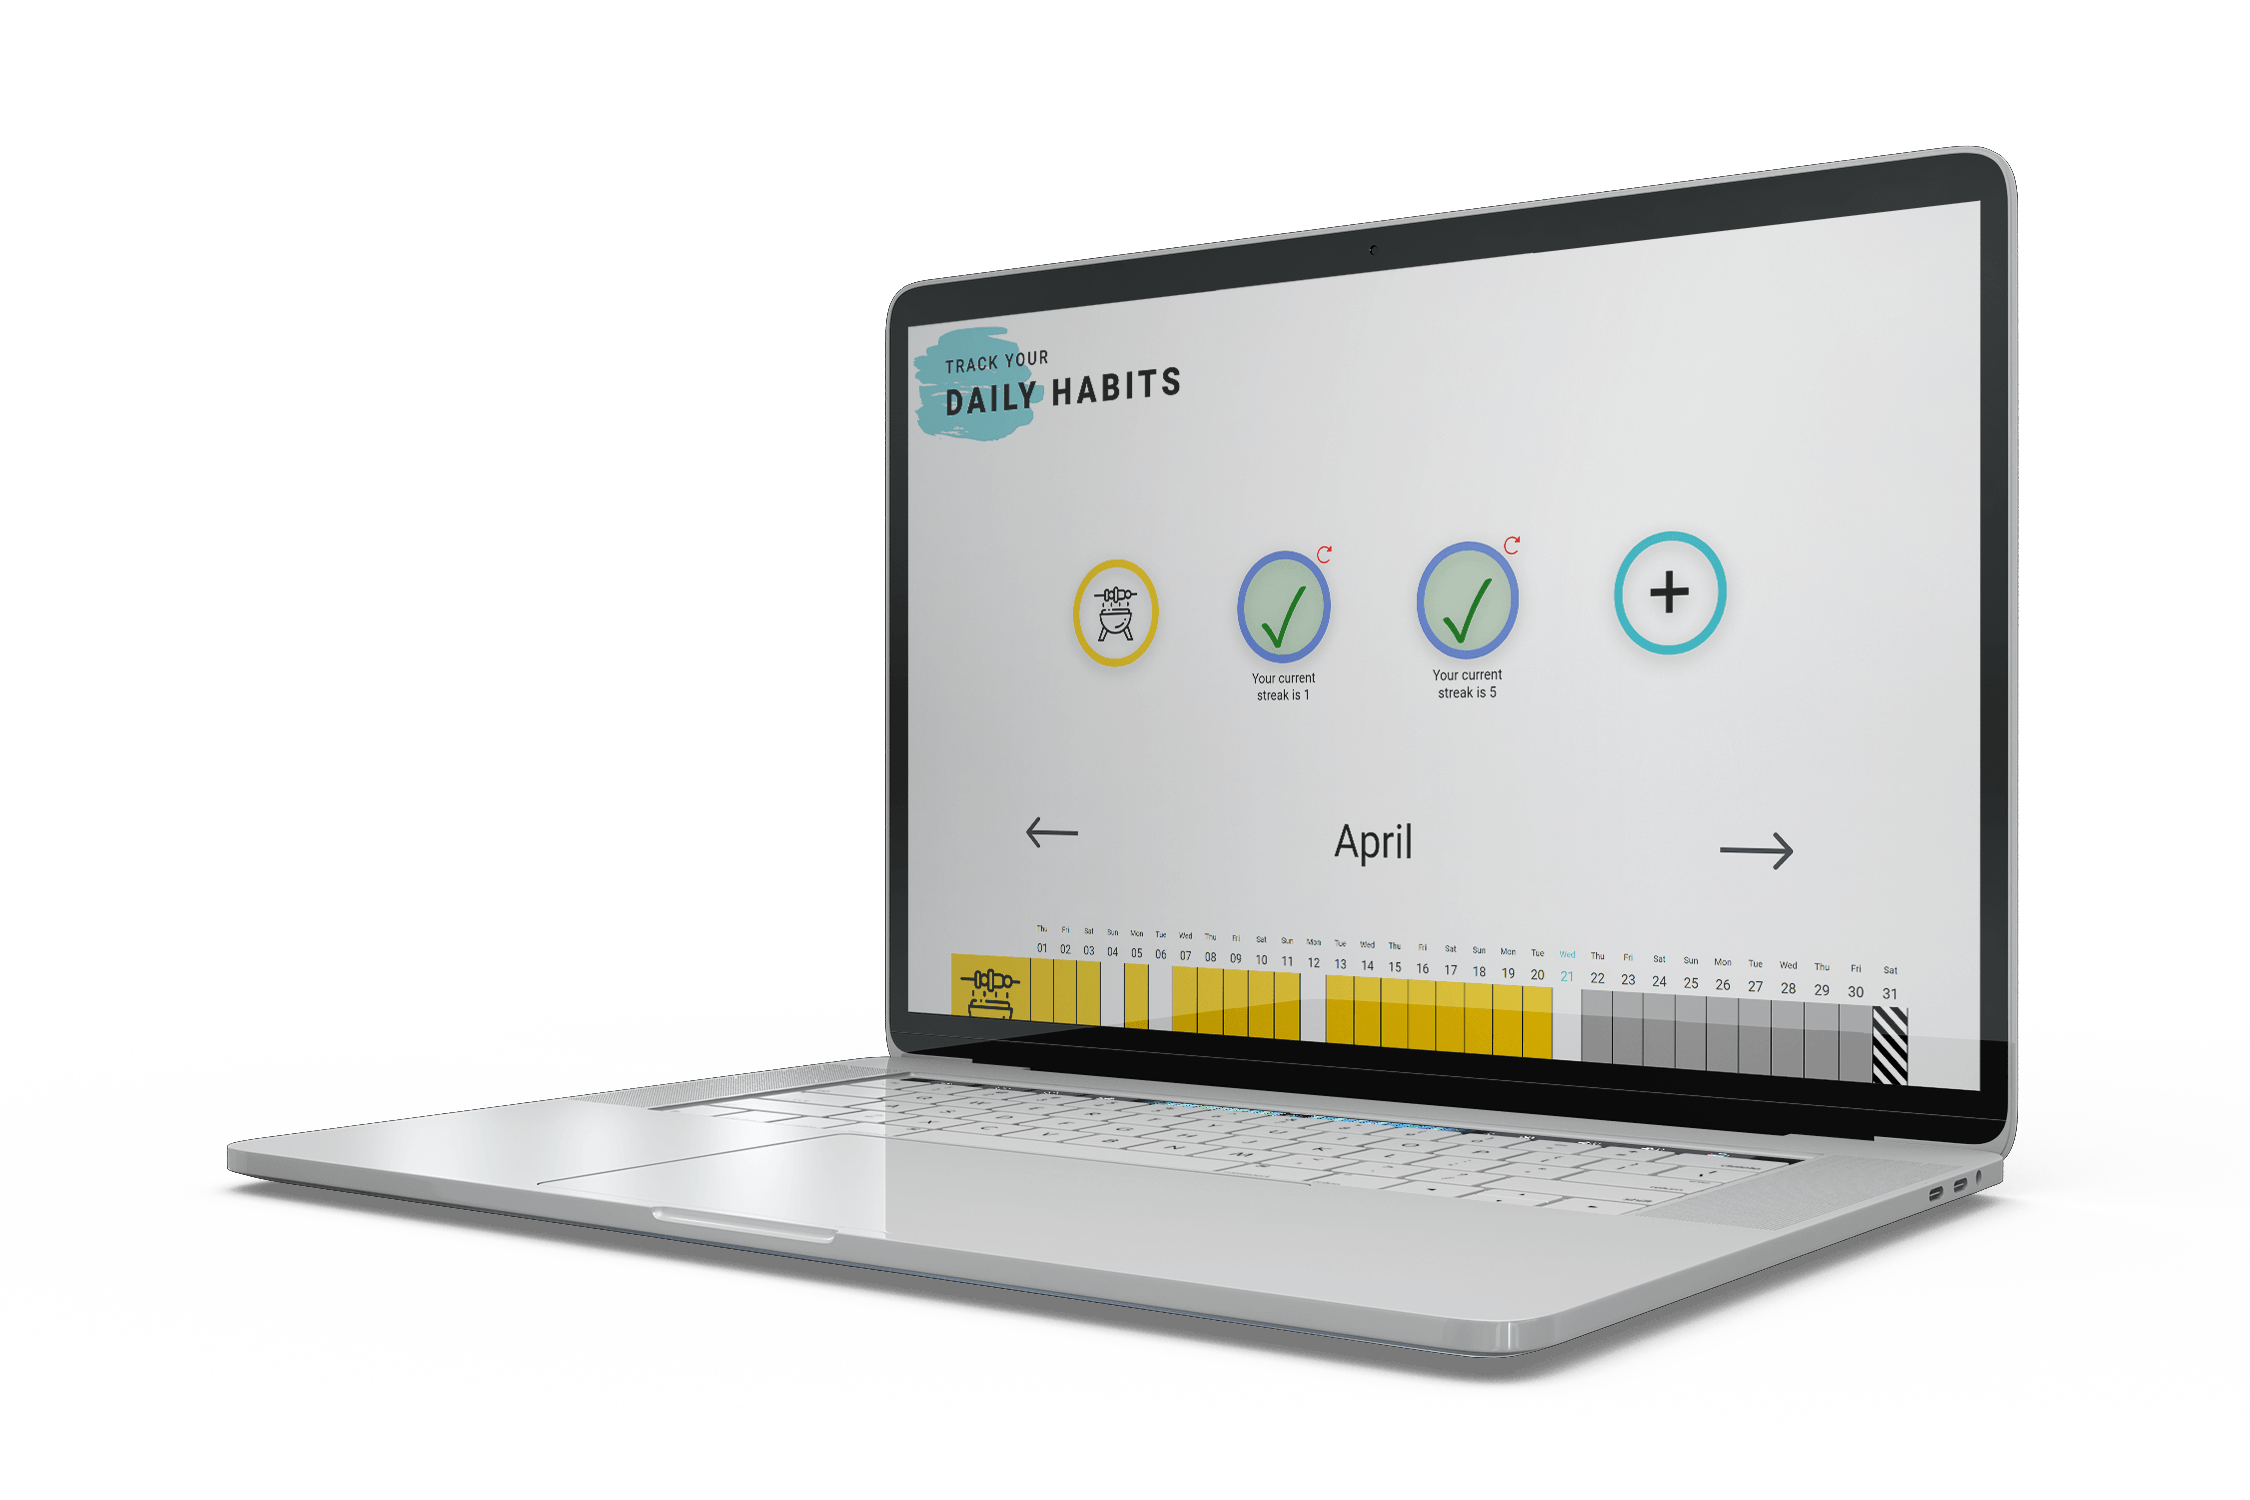 TRACK YOUR
DAILY HABITS
Your current
streak is 1
Your current
streak is 5
April
Thu Fri Sat Sun Mon Tue Wed Thu Fri Sat Sun Mon Tue Wed Thu Fri Sat Sun Mon Tue Wed Thu Fri Sat Sun Mon Tue Wed Thu Fri Sat
01 02 03 04 05 06 07 08 09 10 11 12 13 14 15 16 17 18 19 20 21 22 23 24 25 26 27 28 29 30 31